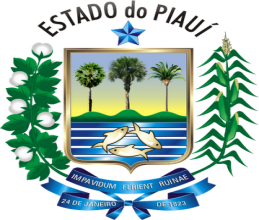 ESTADO do PIAUÍ
IMPAVIDUM FERIENT RUINAE
24 DE JANEIRO DE 1823